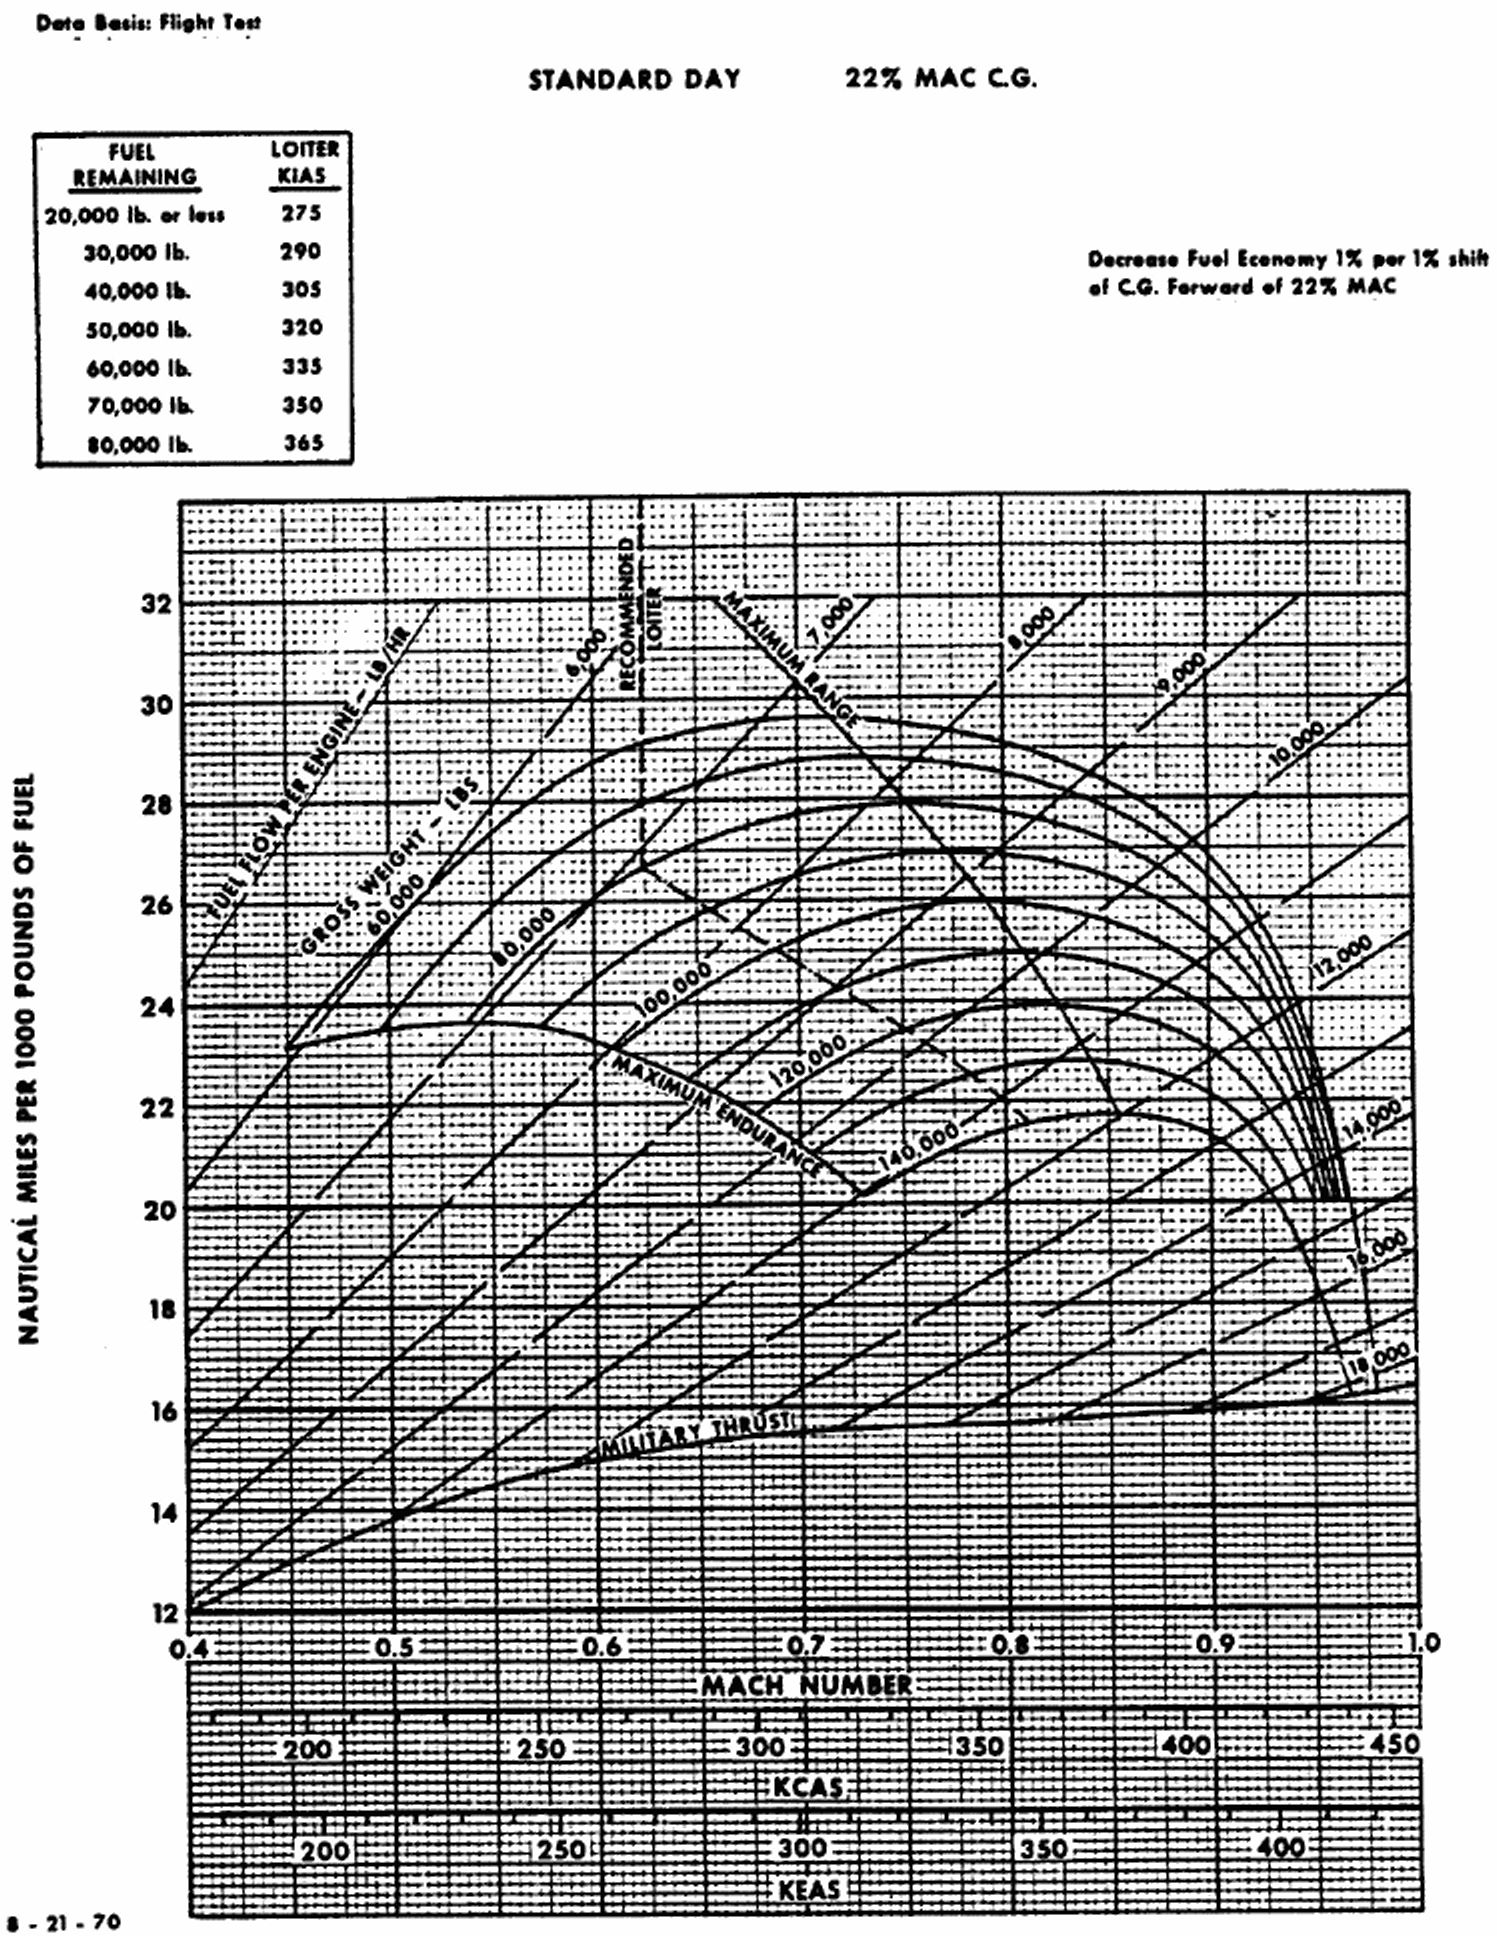 Data Basis: Flight Test
STANDARD DAY 22% MAC C.G.
FUEL REMAINING LOITER KIAS
20,000 lb. or less 275
30,000 lb. 290
40,000 lb. 305
50,000 lb. 320
60,000 lb. 335
70,000 lb. 350
80,000 lb. 365
Decrease Fuel Economy 1% per 1% shift
of C.G. Forward of 22% MAC
NAUTICAL MILES PER 1000 POUNDS OF FUEL
32
30
28
26
24
22
20
18
16
14
12
FUEL FLOW PER ENGINE - LB/HR
6,000
7,000
8,000
9,000
10,000
12,000
14,000
16,000
18,000
RECOMMENDED
LOITER
MAXIMUM RANGE
GROSS WEIGHT - LBS
60,000
80,000
100,000
120,000
140,000
MAXIMUM ENDURANCE
MILITARY THRUST
0.4 0.5 0.6 0.7 0.8 0.9 1.0
MACH NUMBER
200 250 300 350 400 450
KCAS
200 250 300 350 400
KEAS
8 - 21 - 70